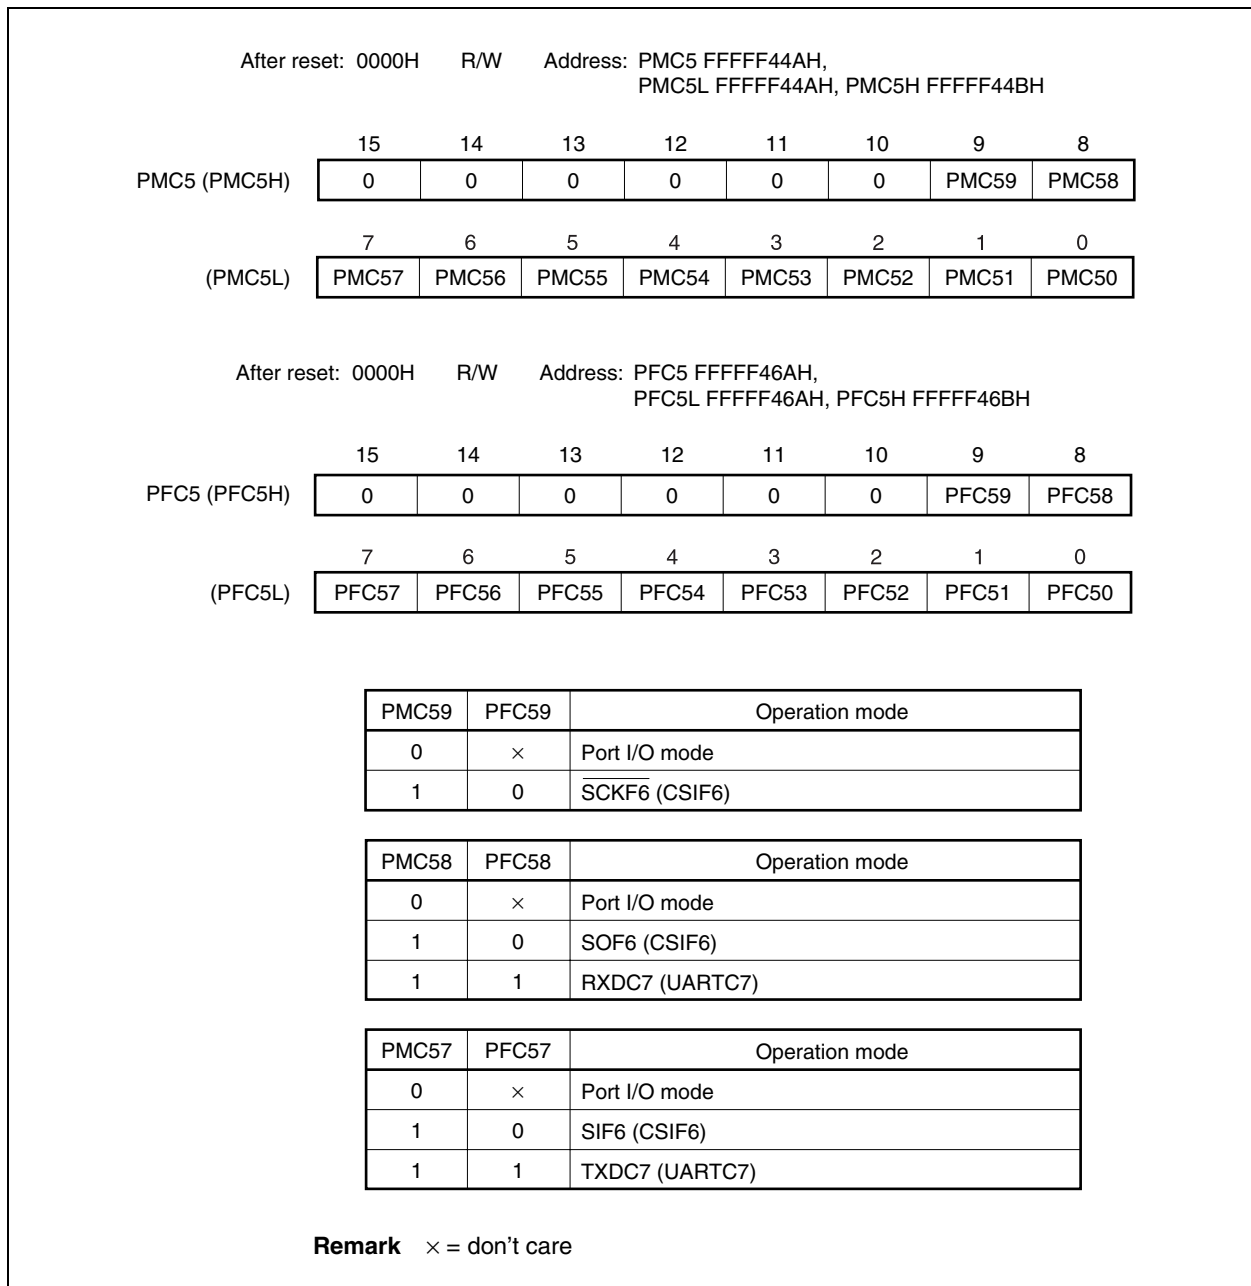 After reset: 0000H R/W Address: PMC5 FFFFF44AH,
PMC5L FFFFF44AH, PMC5H FFFFF44BH
15 14 13 12 11 10 9 8
PMC5 (PMC5H) 0 0 0 0 0 0 PMC59 PMC58
7 6 5 4 3 2 1 0
(PMC5L) PMC57 PMC56 PMC55 PMC54 PMC53 PMC52 PMC51 PMC50
After reset: 0000H R/W Address: PFC5 FFFFF46AH,
PFC5L FFFFF46AH, PFC5H FFFFF46BH
15 14 13 12 11 10 9 8
PFC5 (PFC5H) 0 0 0 0 0 0 PFC59 PFC58
7 6 5 4 3 2 1 0
(PFC5L) PFC57 PFC56 PFC55 PFC54 PFC53 PFC52 PFC51 PFC50
PMC59 PFC59 Operation mode
0 × Port I/O mode
1 0 S̅C̅K̅F̅6̅ (CSIF6)
PMC58 PFC58 Operation mode
0 × Port I/O mode
1 0 SOF6 (CSIF6)
1 1 RXDC7 (UARTC7)
PMC57 PFC57 Operation mode
0 × Port I/O mode
1 0 SIF6 (CSIF6)
1 1 TXDC7 (UARTC7)
Remark × = don't care